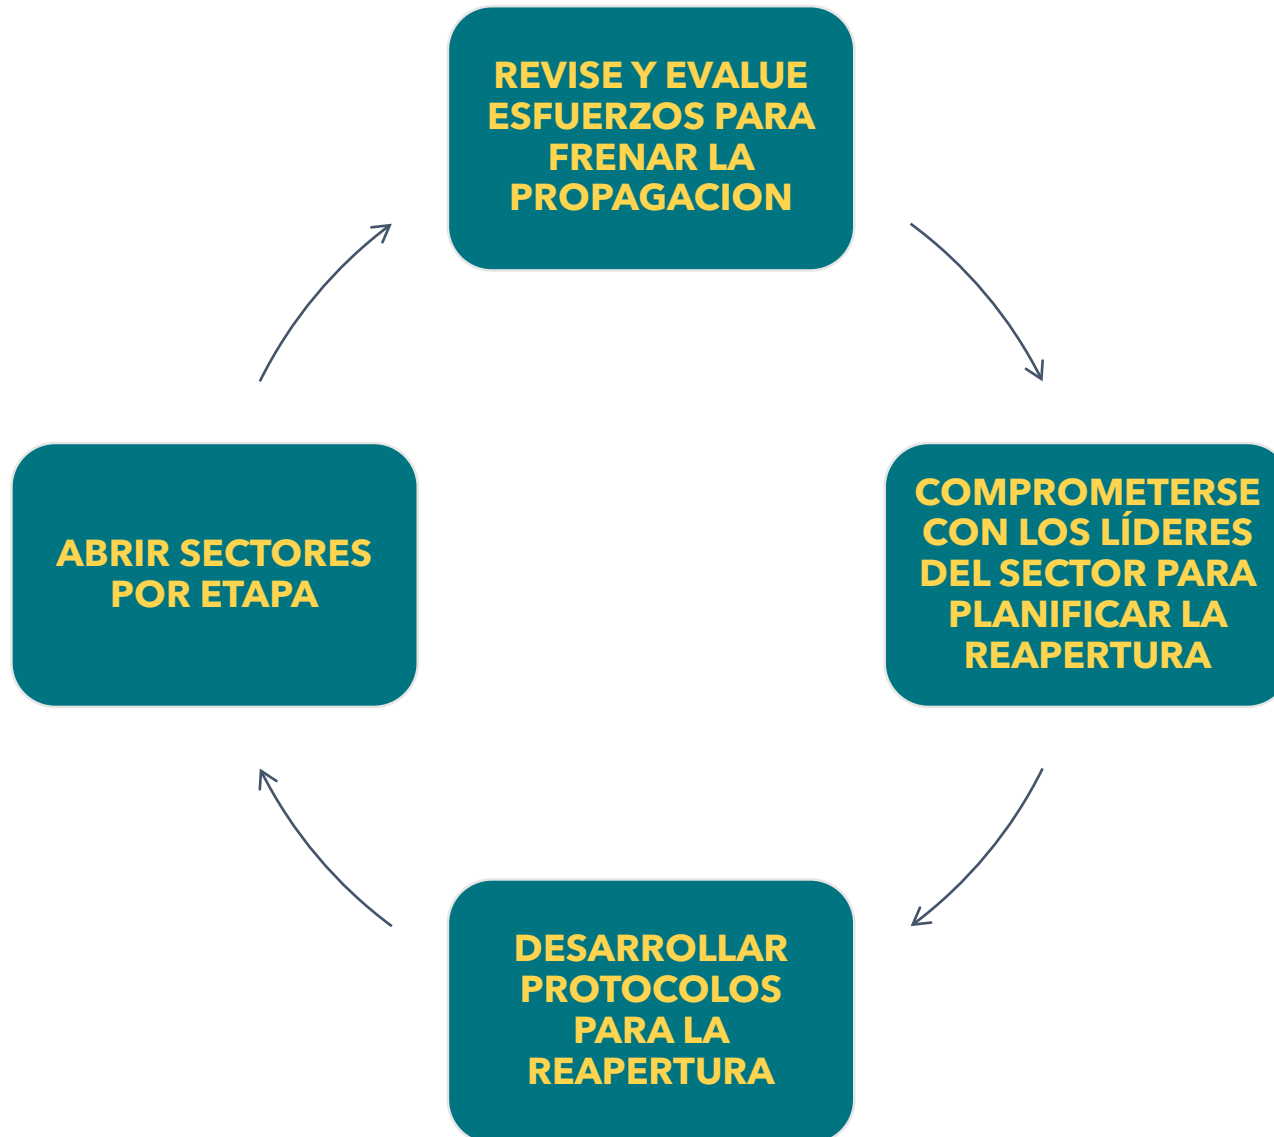 REVISE Y EVALUE
ESFUERZOS PARA
FRENAR LA
PROPAGACION
COMPROMETERSE
CON LOS LÍDERES
DEL SECTOR PARA
PLANIFICAR LA
REAPERTURA
DESARROLLAR
PROTOCOLOS
PARA LA
REAPERTURA
ABRIR SECTORES
POR ETAPA